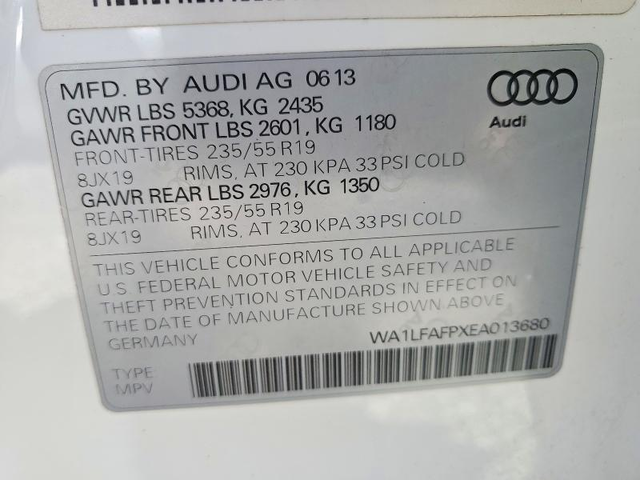 MFD. BY AUDI AG 06 13
GVWR LBS 5368, KG 2435
GAWR FRONT LBS 2601, KG 1180
FRONT-TIRES 235/55 R19
8JX19 RIMS, AT 230 KPA 33 PSI COLD
GAWR REAR LBS 2976, KG 1350
REAR-TIRES 235/55 R19
8JX19 RIMS, AT 230 KPA 33 PSI COLD
Audi
THIS VEHICLE CONFORMS TO ALL APPLICABLE
U.S. FEDERAL MOTOR VEHICLE SAFETY AND
THEFT PREVENTION STANDARDS IN EFFECT ON
THE DATE OF MANUFACTURE SHOWN ABOVE.
GERMANY
WA1LFAFPXEA013680
TYPE
MPV